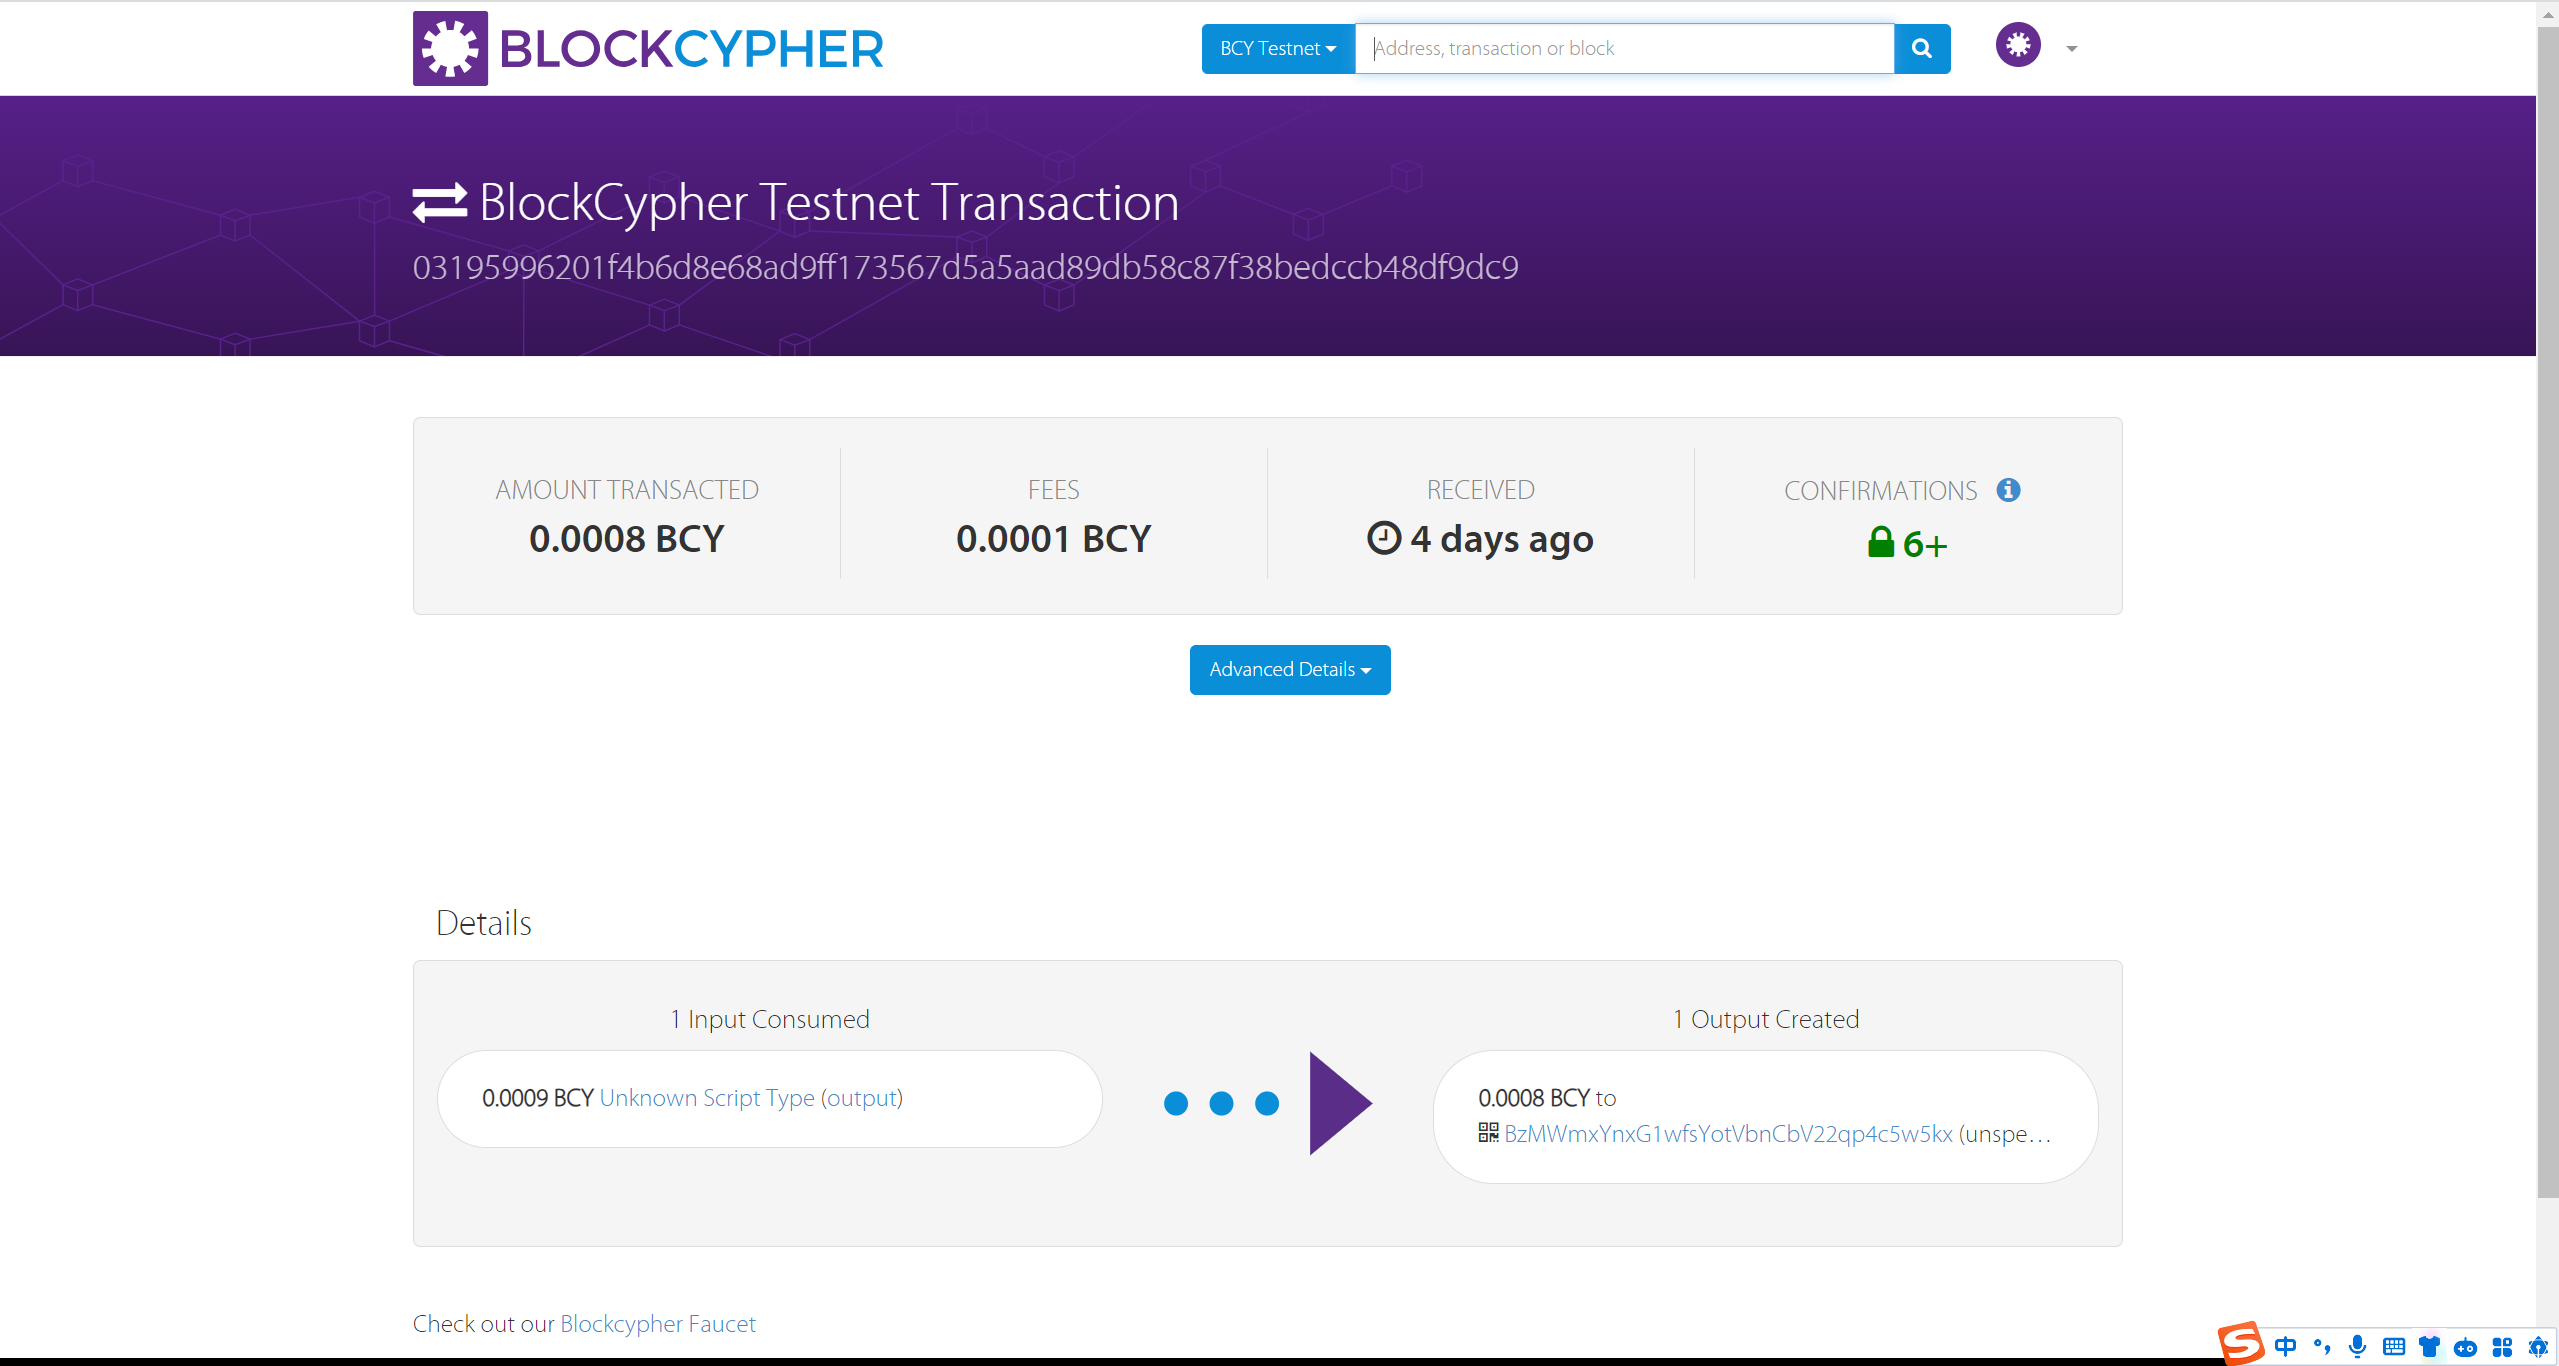 BLOCKCYPHER
BCY Testnet
Address, transaction or block
BlockCypher Testnet Transaction
03195996201f4b6d8e68ad9ff173567d5a5aad89db58c87f38bedccb48df9dc9
AMOUNT TRANSACTED
0.0008 BCY
FEES
0.0001 BCY
RECEIVED
4 days ago
CONFIRMATIONS
6+
Advanced Details
Details
1 Input Consumed
0.0009 BCY Unknown Script Type (output)
1 Output Created
0.0008 BCY to
BzMWmxYnxG1wfsYotVbnCbV22qp4c5w5kx (unspe…
Check out our Blockcypher Faucet
S 中